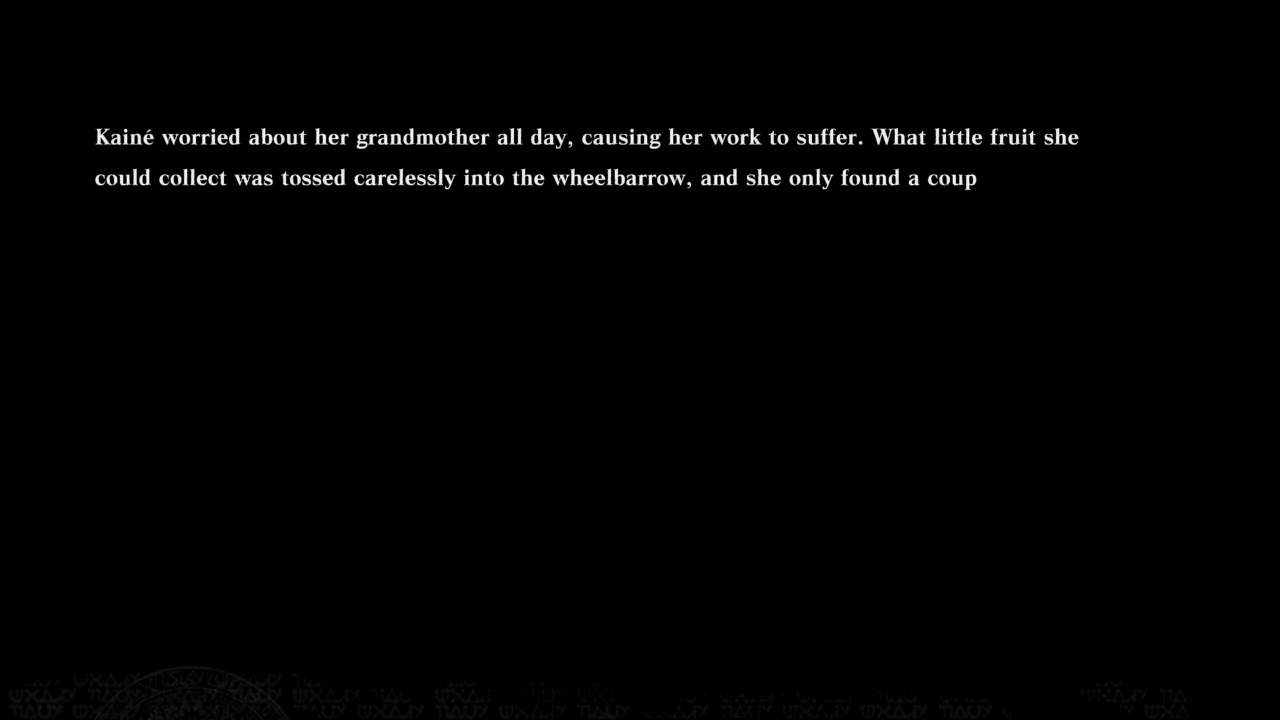 Kainé worried about her grandmother all day, causing her work to suffer. What little fruit she
could collect was tossed carelessly into the wheelbarrow, and she only found a coup